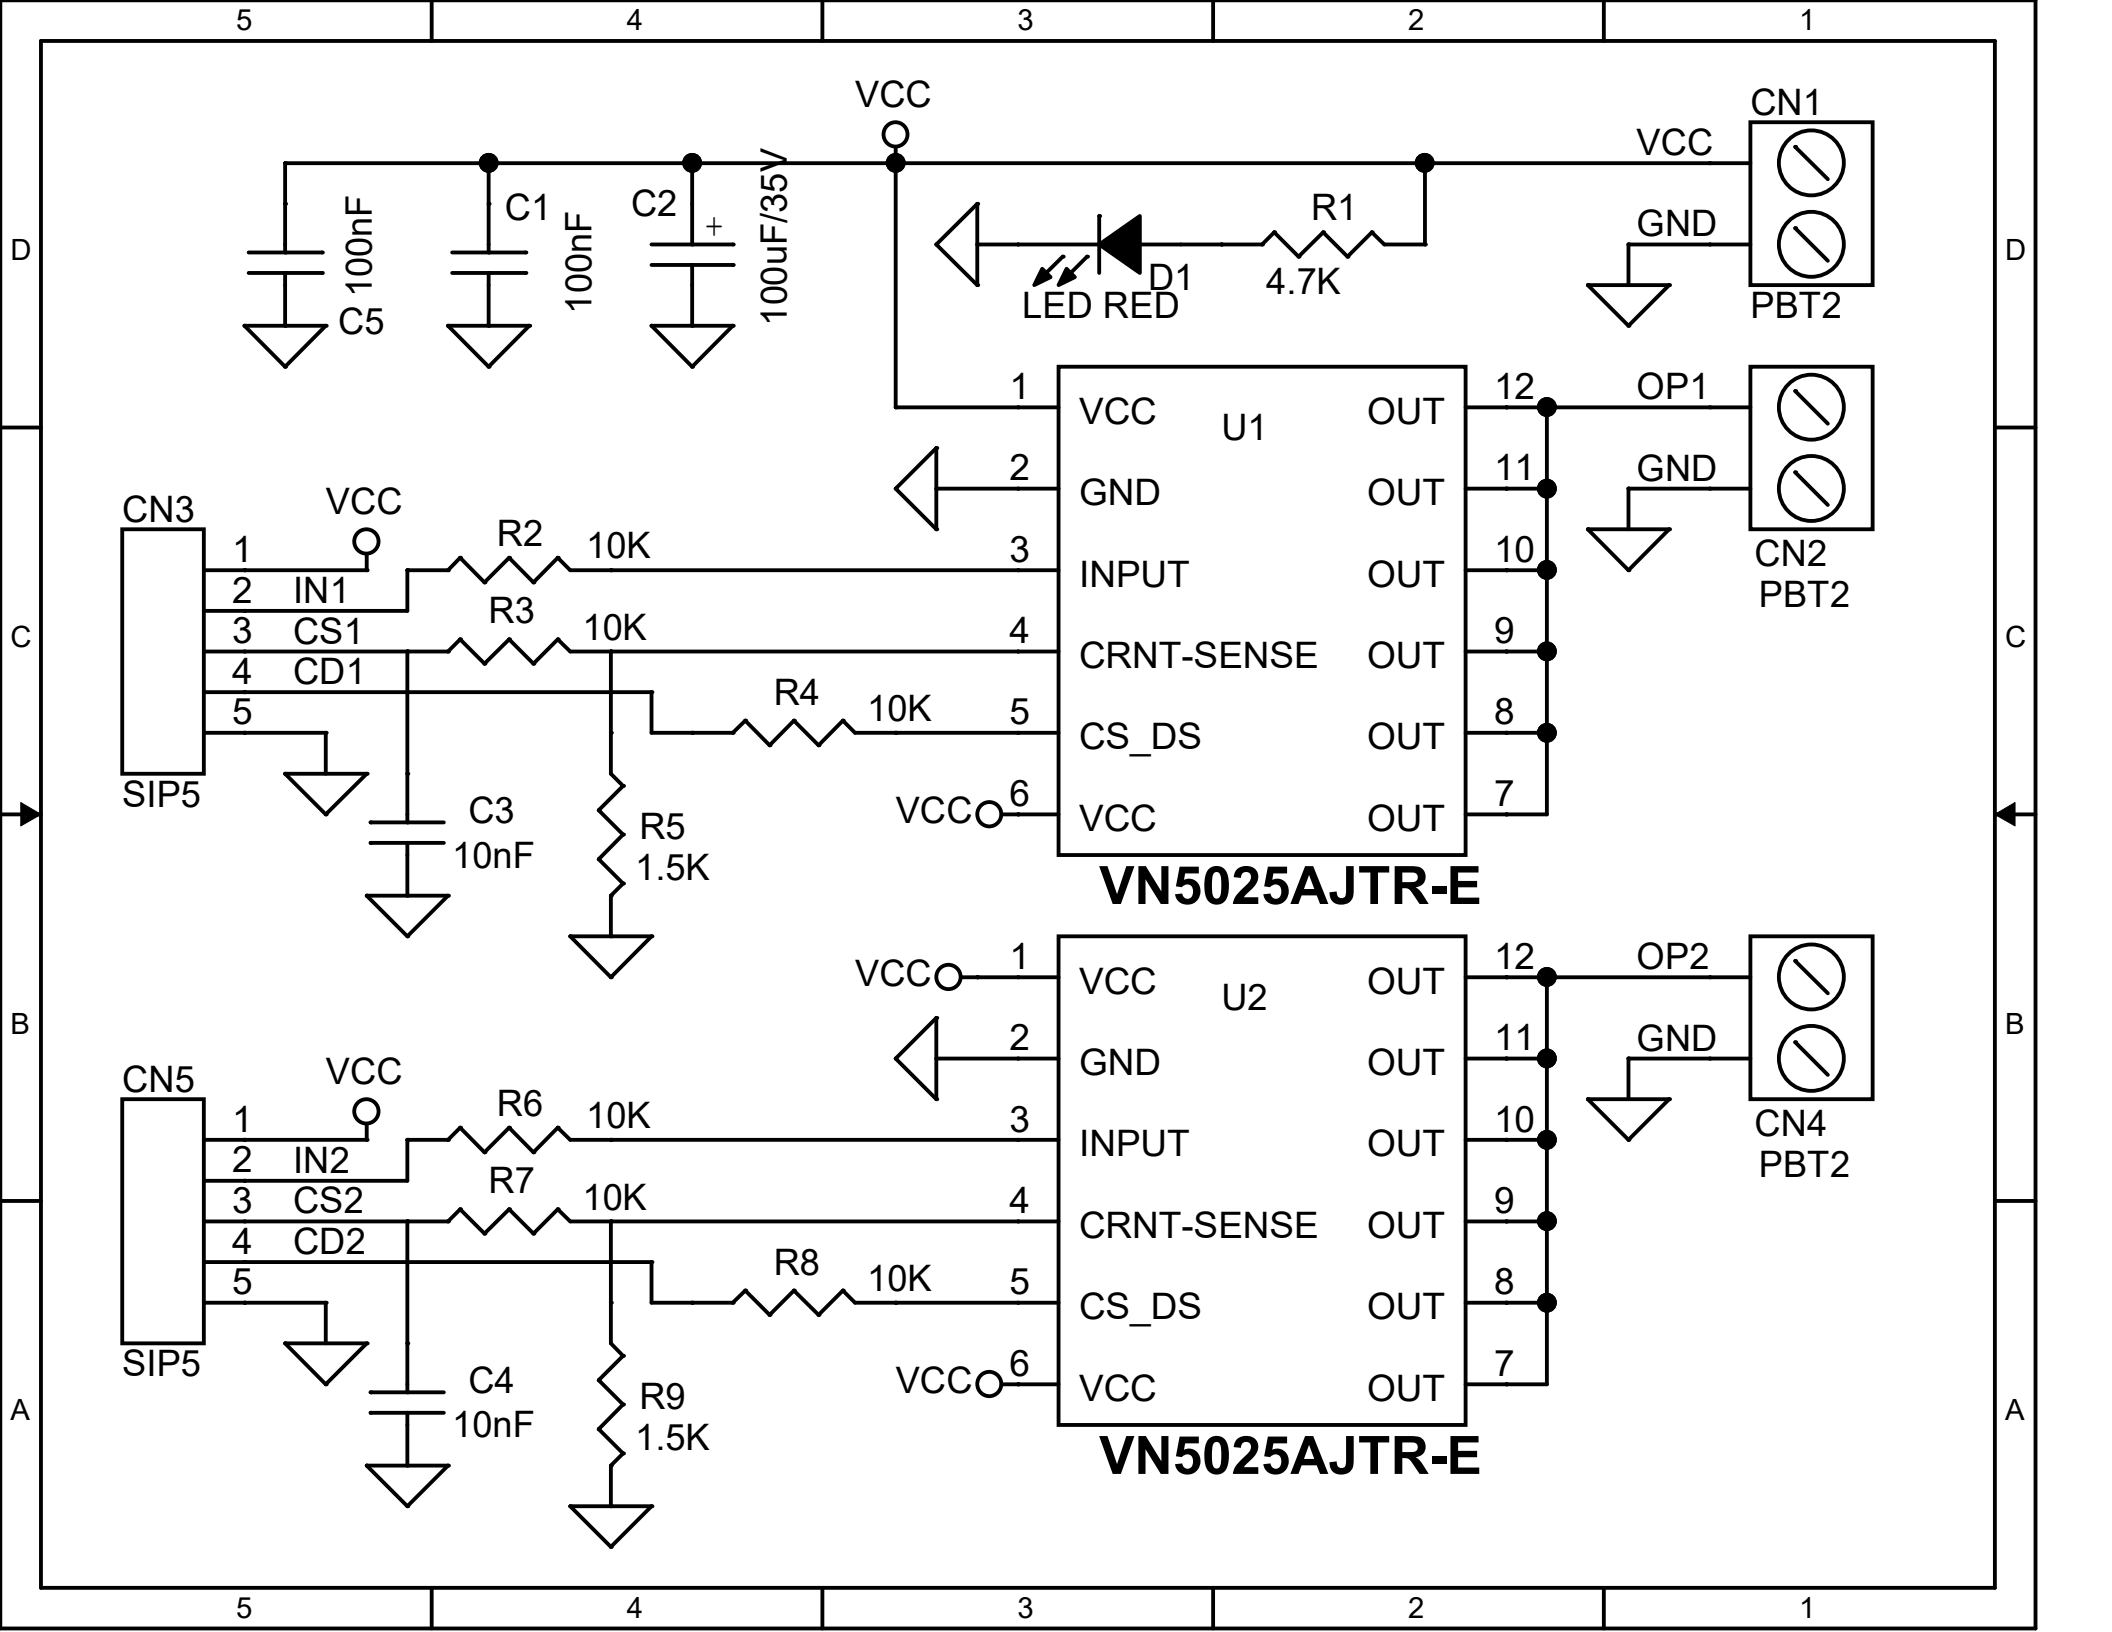 5 4 3 2 1
D
C
B
A
D
C
B
A
VCC
CN1
VCC
GND
PBT2
C5
100nF
C1
100nF
C2
+
100uF/35V
R1
4.7K
D1
LED RED
1 VCC U1 OUT 12 OP1
2 GND OUT 11 GND
3 INPUT OUT 10
4 CRNT-SENSE OUT 9
5 CS_DS OUT 8
VCC 6 VCC OUT 7
VN5025AJTR-E
CN2
PBT2
CN3
VCC
1
2 IN1
3 CS1
4 CD1
5
SIP5
R2 10K
R3 10K
R4 10K
C3
10nF
R5
1.5K
VCC 1 VCC U2 OUT 12 OP2
2 GND OUT 11 GND
3 INPUT OUT 10
4 CRNT-SENSE OUT 9
5 CS_DS OUT 8
VCC 6 VCC OUT 7
VN5025AJTR-E
CN4
PBT2
CN5
VCC
1
2 IN2
3 CS2
4 CD2
5
SIP5
R6 10K
R7 10K
R8 10K
C4
10nF
R9
1.5K
5 4 3 2 1